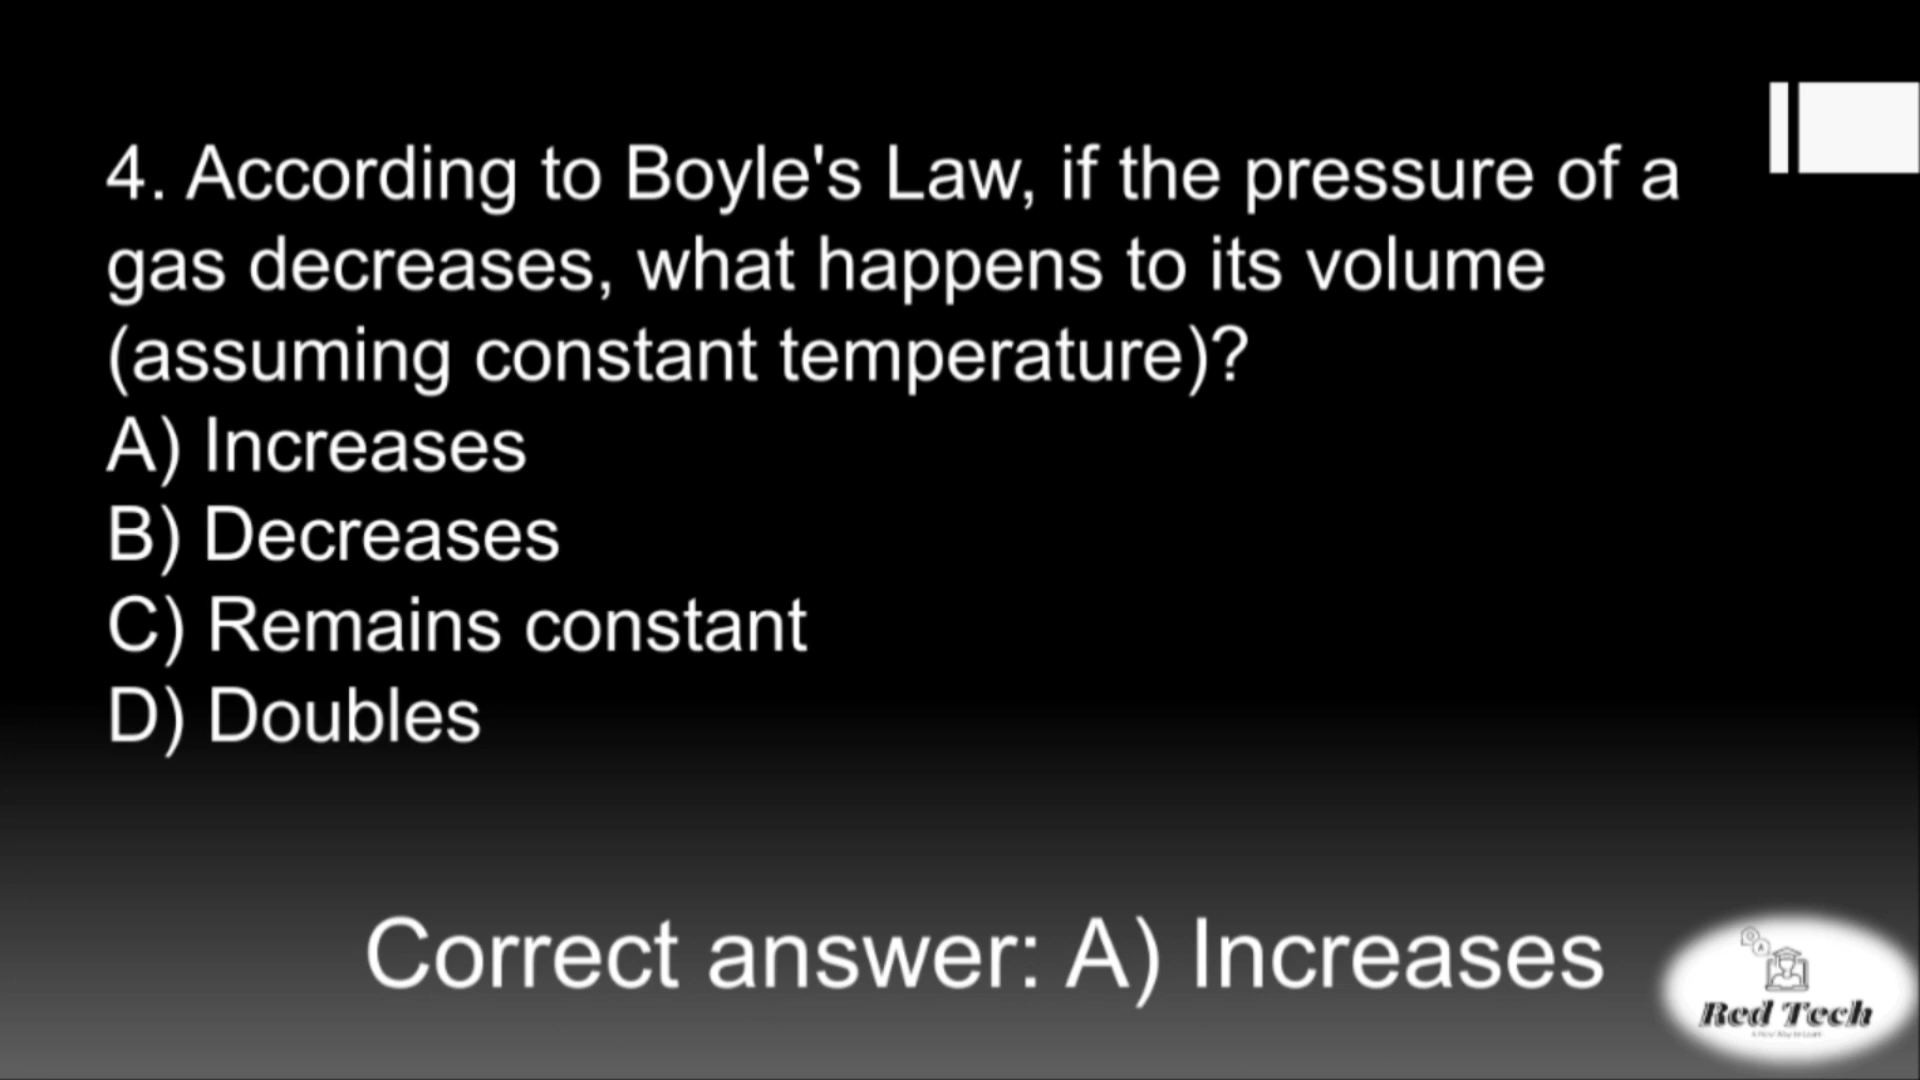 4. According to Boyle's Law, if the pressure of a
gas decreases, what happens to its volume
(assuming constant temperature)?
A) Increases
B) Decreases
C) Remains constant
D) Doubles
Correct answer: A) Increases
Q
A
Red Tech